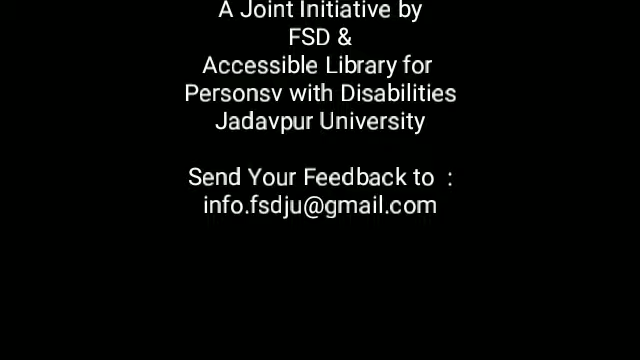 A Joint Initiative by
FSD &
Accessible Library for
Personsv with Disabilities
Jadavpur University
Send Your Feedback to  :
info.fsdju@gmail.com